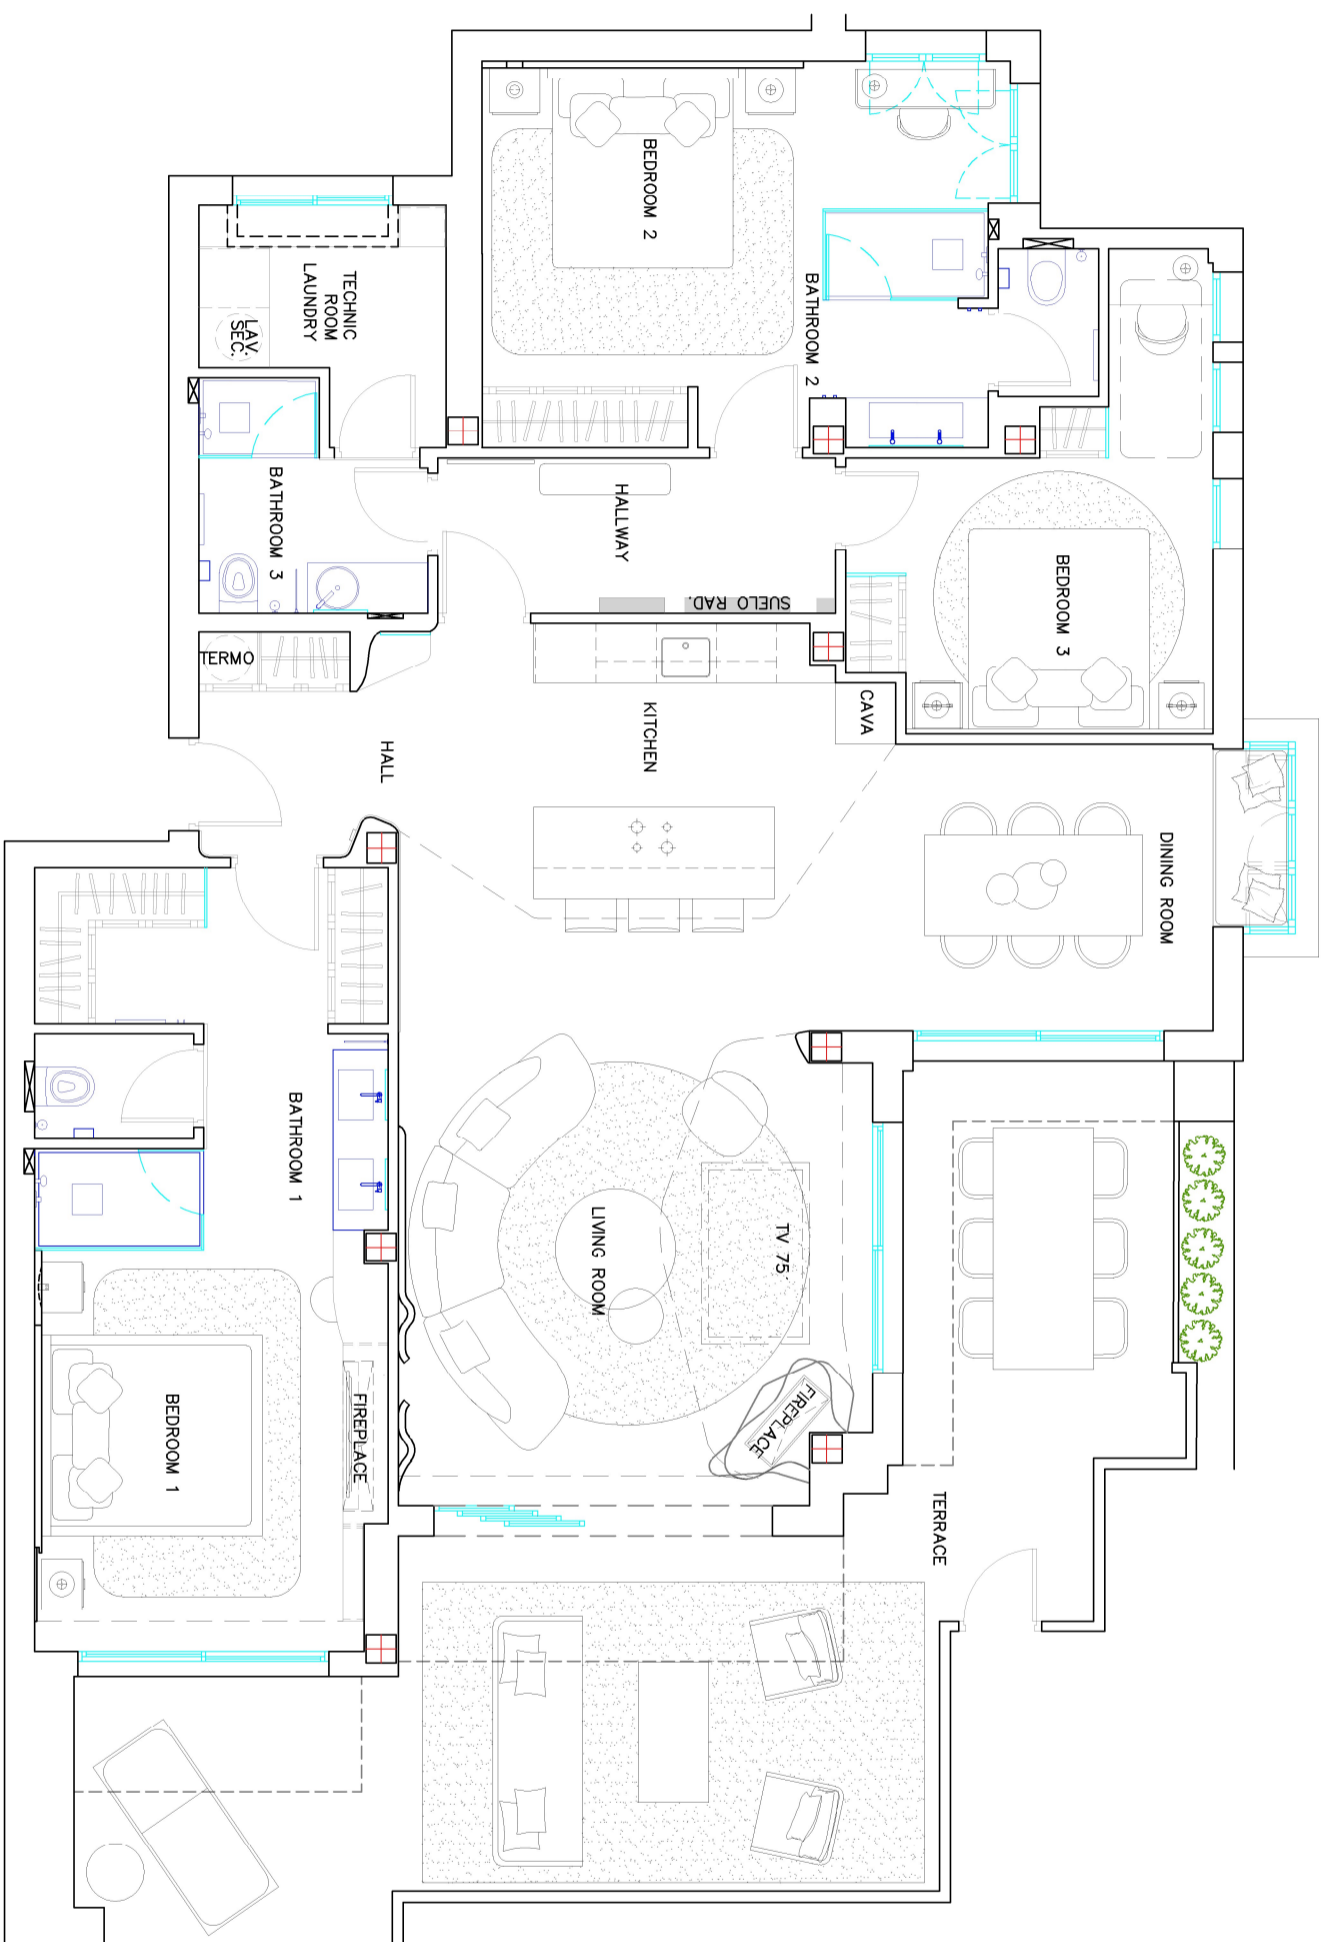 BEDROOM 2
TECHNIC
ROOM
LAUNDRY
LAV.
SEC.
BATHROOM 2
BATHROOM 3
HALLWAY
SUELO RAD.
BEDROOM 3
TERMO
HALL
KITCHEN
CAVA
DINING ROOM
BATHROOM 1
LIVING ROOM
TV 75´
FIREPLACE
BEDROOM 1
FIREPLACE
TERRACE